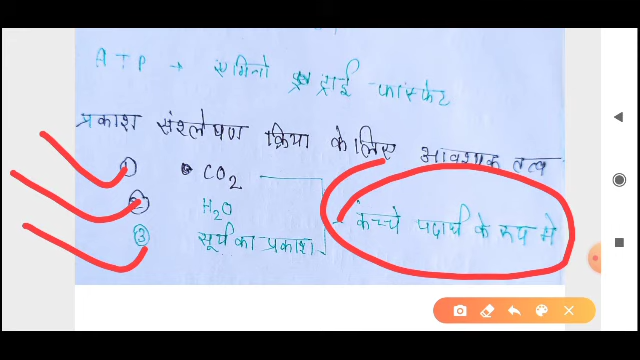 ATP → एमिनो ट्राई फास्फेट
प्रकाश संश्लेषण क्रिया के लिए आवश्यक तत्व
① CO₂
② H₂O
③ सूर्य का प्रकाश
कच्चे पदार्थ के रूप मे